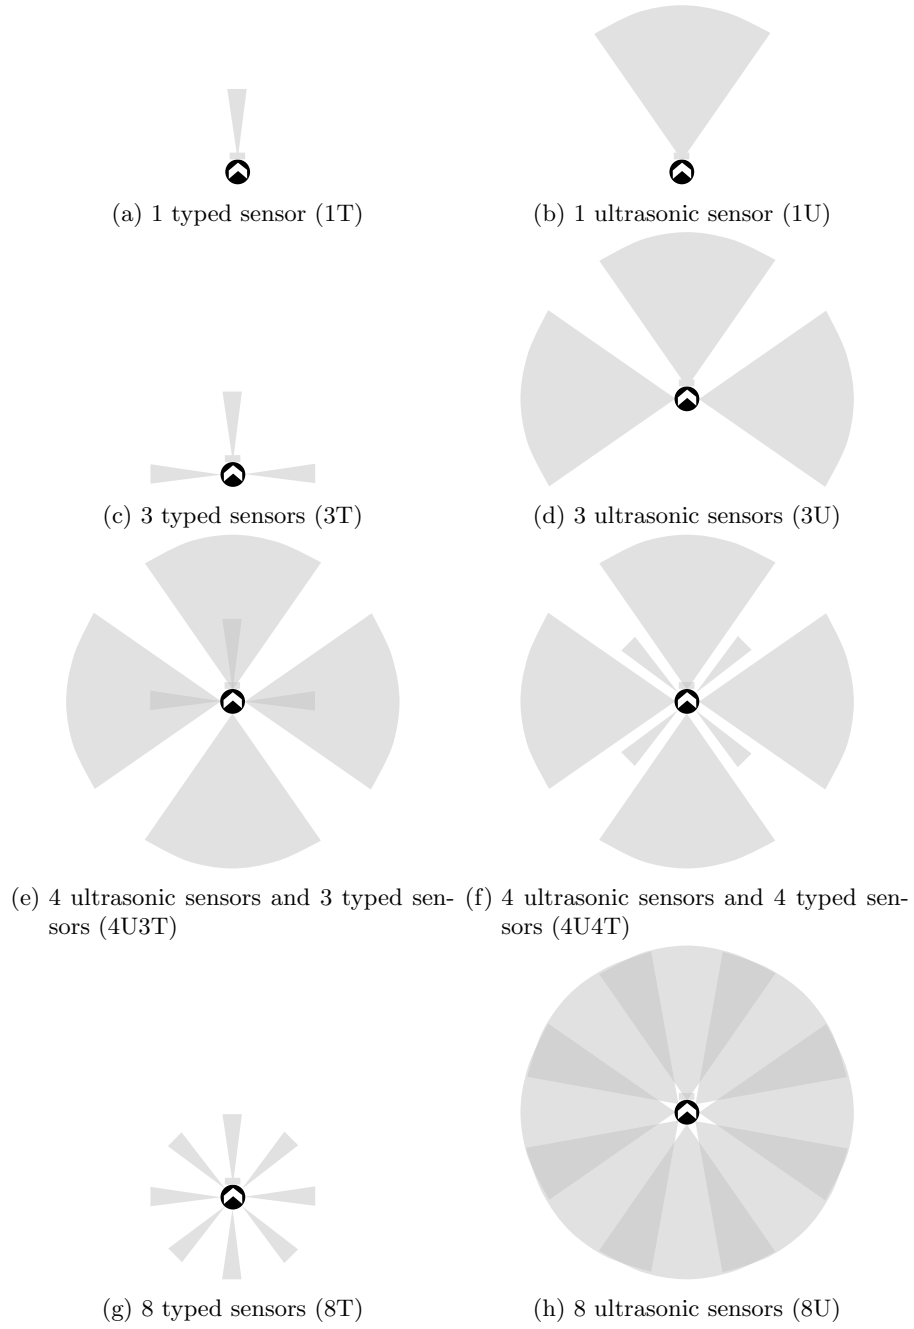 (a) 1 typed sensor (1T)
(b) 1 ultrasonic sensor (1U)
(c) 3 typed sensors (3T)
(d) 3 ultrasonic sensors (3U)
(e) 4 ultrasonic sensors and 3 typed sen-
sors (4U3T)
(f) 4 ultrasonic sensors and 4 typed sen-
sors (4U4T)
(g) 8 typed sensors (8T)
(h) 8 ultrasonic sensors (8U)